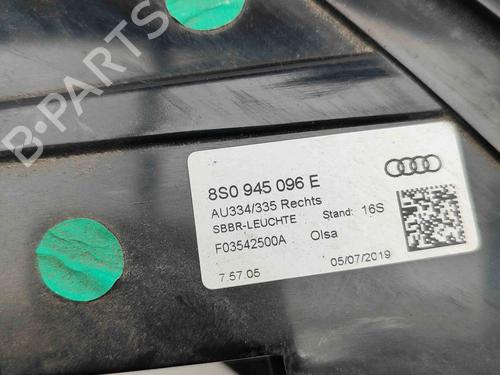 B-PARTS
8S0 945 096 E
AU334/335 Rechts
SBBR-LEUCHTE Stand: 16S
F03542500A Olsa
7.57.05 05/07/2019